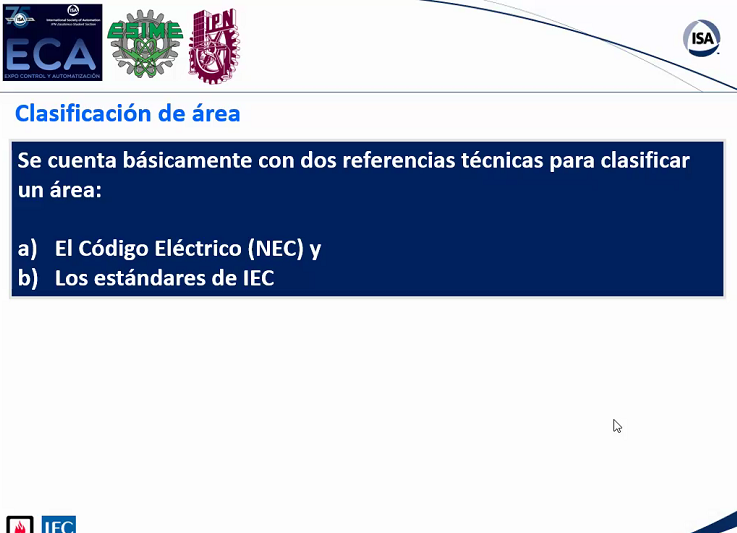 ISA
International Society of Automation
ECA
EXPO CONTROL Y AUTOMATIZACIÓN
ESIME
IPN
ISA
Clasificación de área
Se cuenta básicamente con dos referencias técnicas para clasificar
un área:
a) El Código Eléctrico (NEC) y
b) Los estándares de IEC
IEC